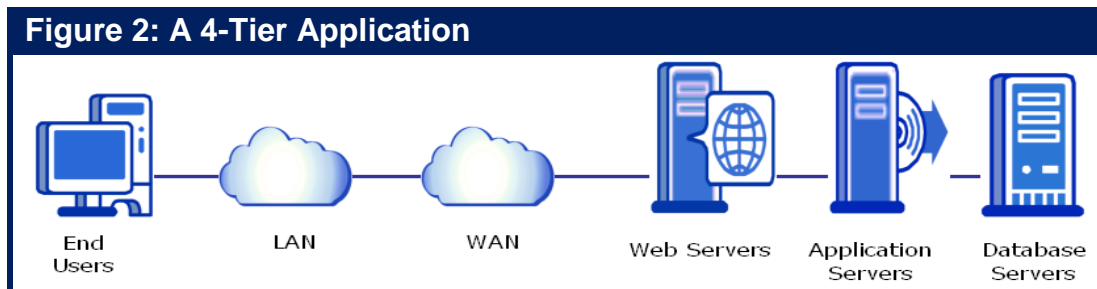 Figure 2: A 4-Tier Application
End
Users
LAN
WAN
Web Servers
Application
Servers
Database
Servers